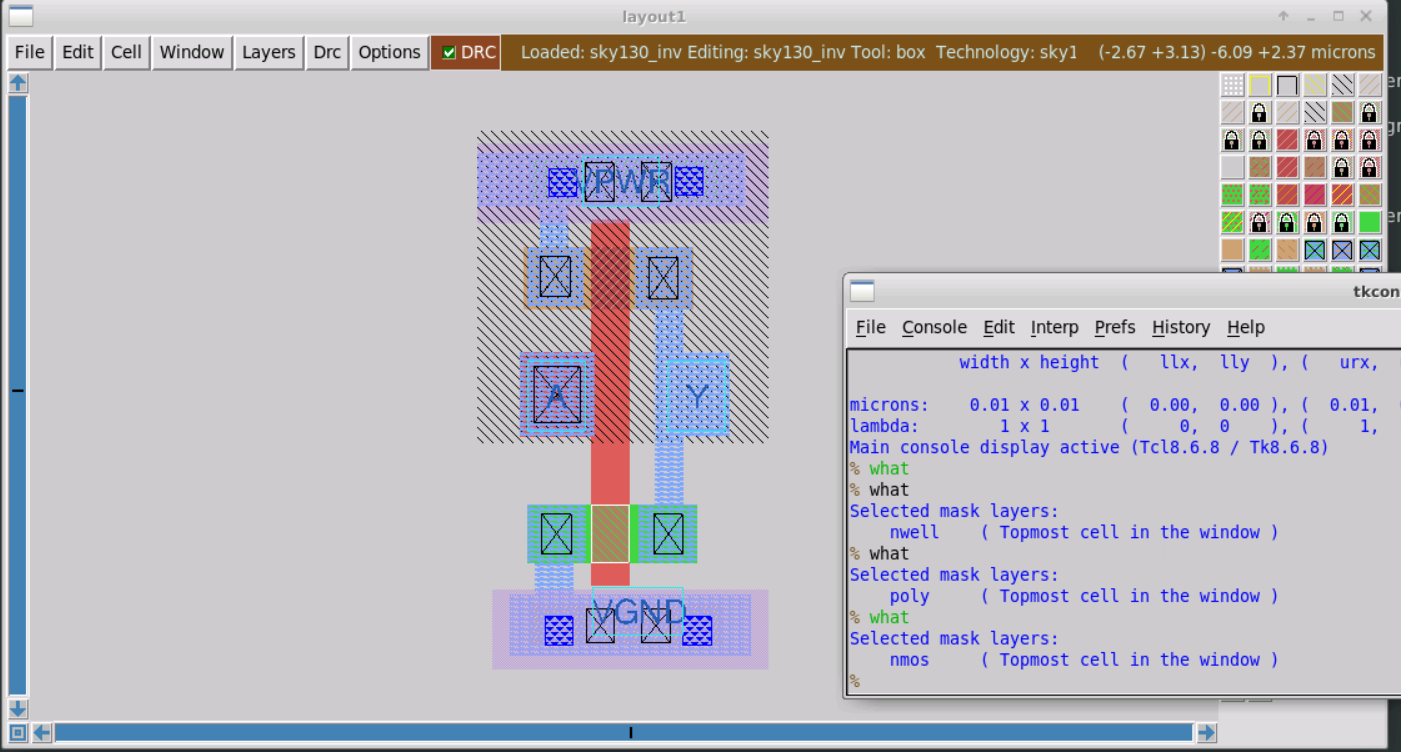 layout1
File Edit Cell Window Layers Drc Options DRC Loaded: sky130_inv Editing: sky130_inv Tool: box Technology: sky1 (-2.67 +3.13) -6.09 +2.37 microns
VPWR
A Y
VGND
tkcon
File Console Edit Interp Prefs History Help
width x height ( llx, lly ), ( urx,
microns: 0.01 x 0.01 ( 0.00, 0.00 ), ( 0.01,
lambda: 1 x 1 ( 0, 0 ), ( 1,
Main console display active (Tcl8.6.8 / Tk8.6.8)
% what
% what
Selected mask layers:
nwell ( Topmost cell in the window )
% what
Selected mask layers:
poly ( Topmost cell in the window )
% what
Selected mask layers:
nmos ( Topmost cell in the window )
%